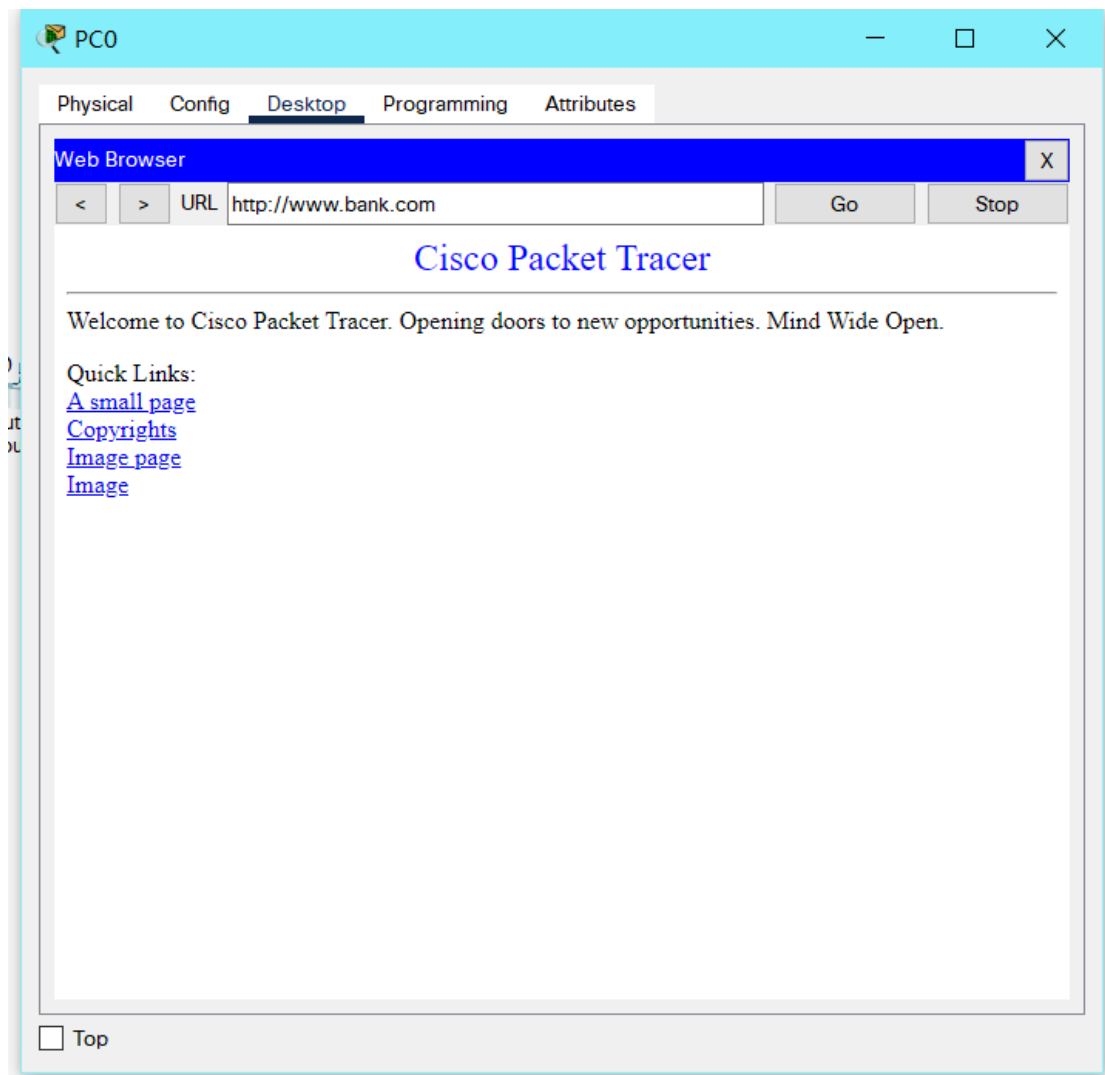 PC0
Physical Config Desktop Programming Attributes
Web Browser X
< > URL http://www.bank.com Go Stop
Cisco Packet Tracer
Welcome to Cisco Packet Tracer. Opening doors to new opportunities. Mind Wide Open.
Quick Links:
A small page
Copyrights
Image page
Image
Top